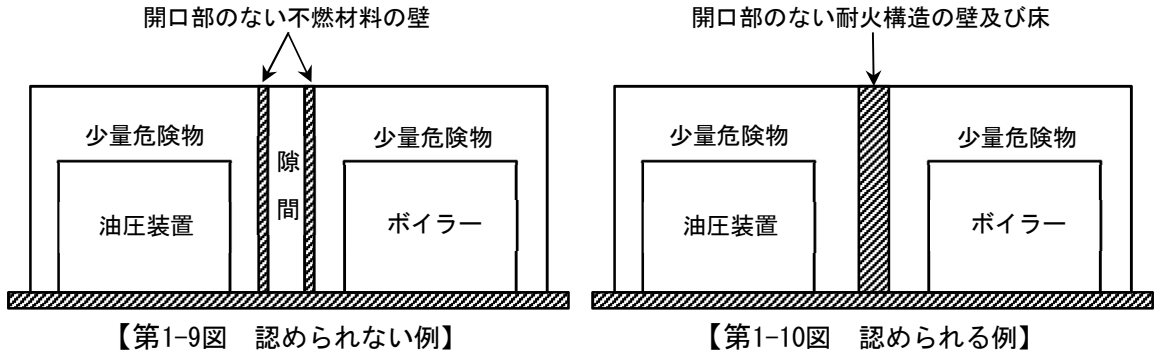 開口部のない不燃材料の壁
少量危険物
隙間
少量危険物
油圧装置
ボイラー
【第1-9図　認められない例】
開口部のない耐火構造の壁及び床
少量危険物
少量危険物
油圧装置
ボイラー
【第1-10図　認められる例】